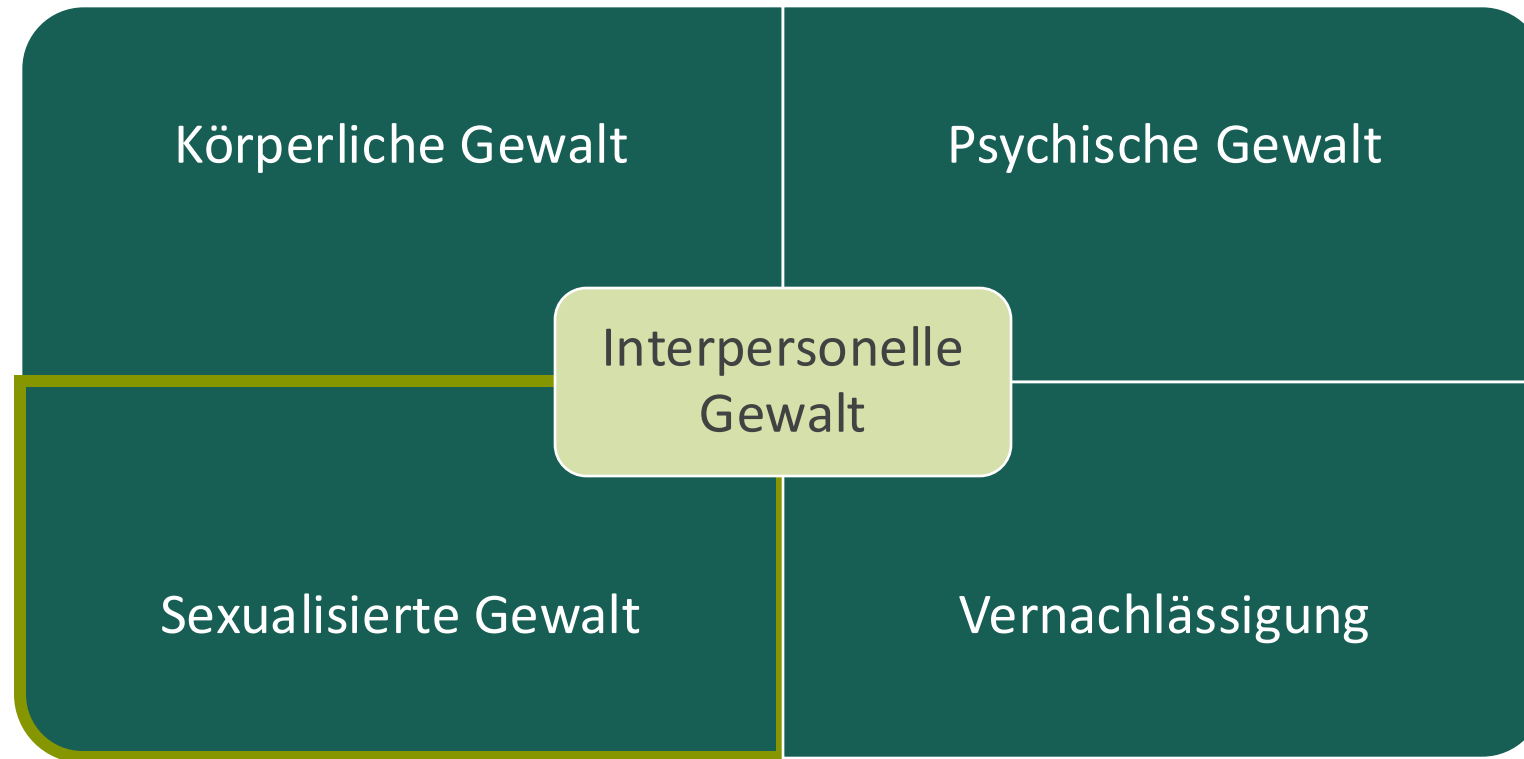 Körperliche Gewalt
Psychische Gewalt
Interpersonelle
Gewalt
Sexualisierte Gewalt
Vernachlässigung